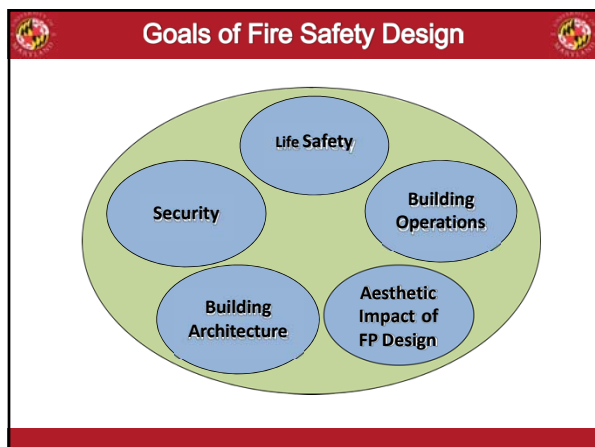 Goals of Fire Safety Design
Life Safety
Security
Building
Operations
Building
Architecture
Aesthetic
Impact of
FP Design